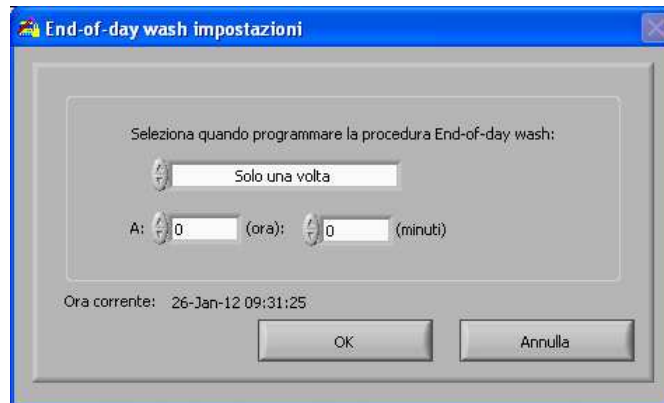 End-of-day wash impostazioni
Seleziona quando programmare la procedura End-of-day wash:
Solo una volta
A: 0 (ora): 0 (minuti)
Ora corrente: 26-Jan-12 09:31:25
OK Annulla